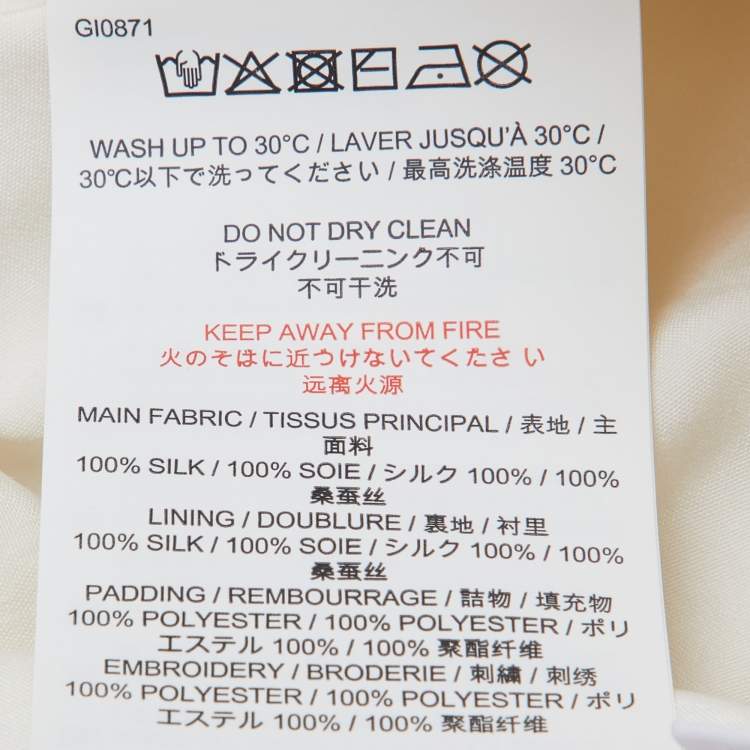 GI0871
WASH UP TO 30°C / LAVER JUSQU'À 30°C /
30℃以下で洗ってください / 最高洗涤温度 30°C
DO NOT DRY CLEAN
ドライクリーニング不可
不可干洗
KEEP AWAY FROM FIRE
火のそばに近づけないでください
远离火源
MAIN FABRIC / TISSUS PRINCIPAL / 表地 / 主
面料
100% SILK / 100% SOIE / シルク 100% / 100%
桑蚕丝
LINING / DOUBLURE / 裏地 / 衬里
100% SILK / 100% SOIE / シルク 100% / 100%
桑蚕丝
PADDING / REMBOURRAGE / 詰物 / 填充物
100% POLYESTER / 100% POLYESTER / ポリ
エステル 100% / 100% 聚酯纤维
EMBROIDERY / BRODERIE / 刺繍 / 刺绣
100% POLYESTER / 100% POLYESTER / ポリ
エステル 100% / 100% 聚酯纤维